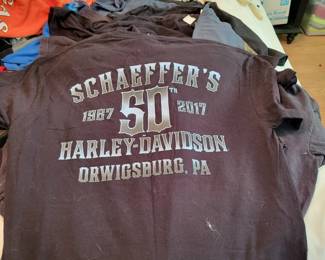 SCHAEFFER'S
1967 50TH 2017
HARLEY-DAVIDSON
ORWIGSBURG, PA